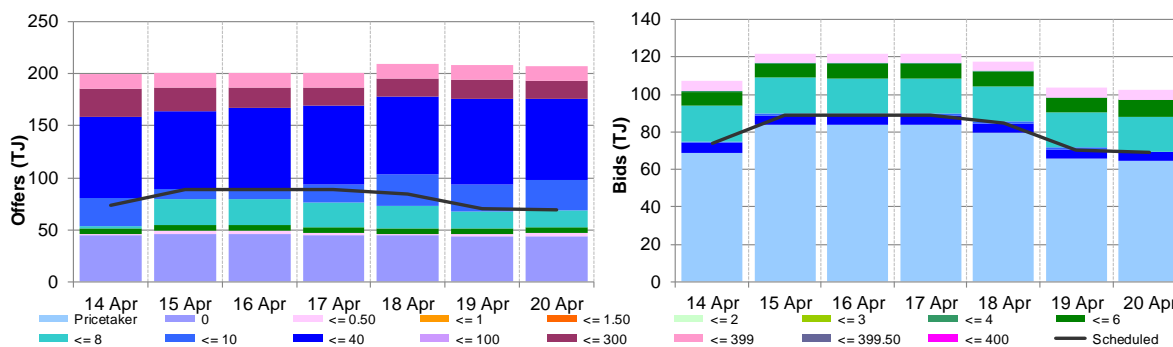 Offers (TJ)
250
200
150
100
50
0
14 Apr 15 Apr 16 Apr 17 Apr 18 Apr 19 Apr 20 Apr
Bids (TJ)
140
120
100
80
60
40
20
0
14 Apr 15 Apr 16 Apr 17 Apr 18 Apr 19 Apr 20 Apr
Pricetaker 0 <= 0.50 <= 1 <= 1.50 <= 2 <= 3 <= 4 <= 6
<= 8 <= 10 <= 40 <= 100 <= 300 <= 399 <= 399.50 <= 400 Scheduled